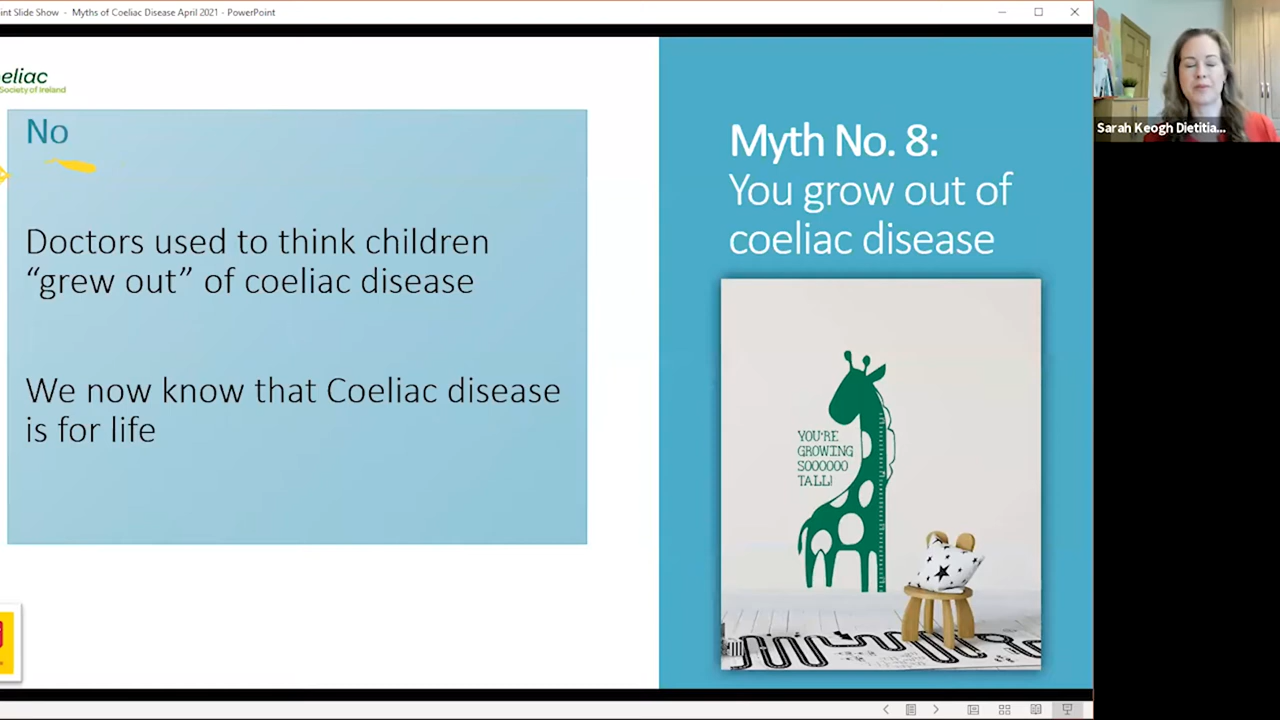 int Slide Show - Myths of Coeliac Disease April 2021 - PowerPoint
eliac
Society of Ireland
No
Doctors used to think children
“grew out” of coeliac disease
We now know that Coeliac disease
is for life
Myth No. 8:
You grow out of
coeliac disease
YOU'RE
GROWING
SOOOOOO
TALL!
Sarah Keogh Dietitia...